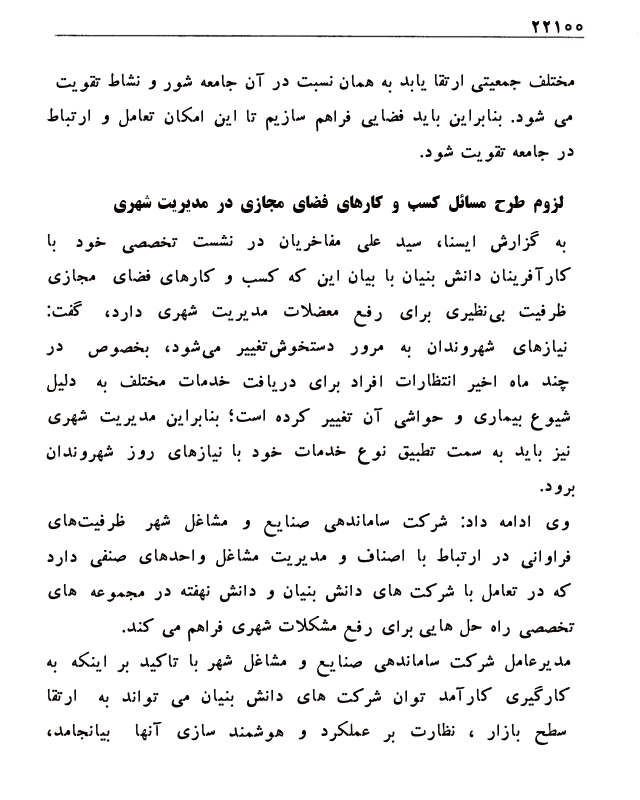 ۲۲۱۰۰
مختلف جمعیتی ارتقا یابد به همان نسبت در آن جامعه شور و نشاط تقویت
می شود. بنابراین باید فضایی فراهم سازیم تا این امکان تعامل و ارتباط
در جامعه تقویت شود.
لزوم طرح مسائل کسب و کارهای فضای مجازی در مدیریت شهری
به گزارش ایسنا، سید علی مفاخریان در نشست تخصصی خود با
کارآفرینان دانش بنیان با بیان این که کسب و کارهای فضای مجازی
ظرفیت بی‌نظیری برای رفع معضلات مدیریت شهری دارد، گفت:
نیازهای شهروندان به مرور دستخوش‌تغییر می‌شود، بخصوص در
چند ماه اخیر انتظارات افراد برای دریافت خدمات مختلف به دلیل
شیوع بیماری و حواشی آن تغییر کرده است؛ بنابراین مدیریت شهری
نیز باید به سمت تطبیق نوع خدمات خود با نیازهای روز شهروندان
برود.
وی ادامه داد: شرکت ساماندهی صنایع و مشاغل شهر ظرفیت‌های
فراوانی در ارتباط با اصناف و مدیریت مشاغل واحدهای صنفی دارد
که در تعامل با شرکت های دانش بنیان و دانش نهفته در مجموعه های
تخصصی راه حل هایی برای رفع مشکلات شهری فراهم می کند.
مدیرعامل شرکت ساماندهی صنایع و مشاغل شهر با تاکید بر اینکه به
کارگیری کارآمد توان شرکت های دانش بنیان می تواند به ارتقا
سطح بازار ، نظارت بر عملکرد و هوشمند سازی آنها بیانجامد،